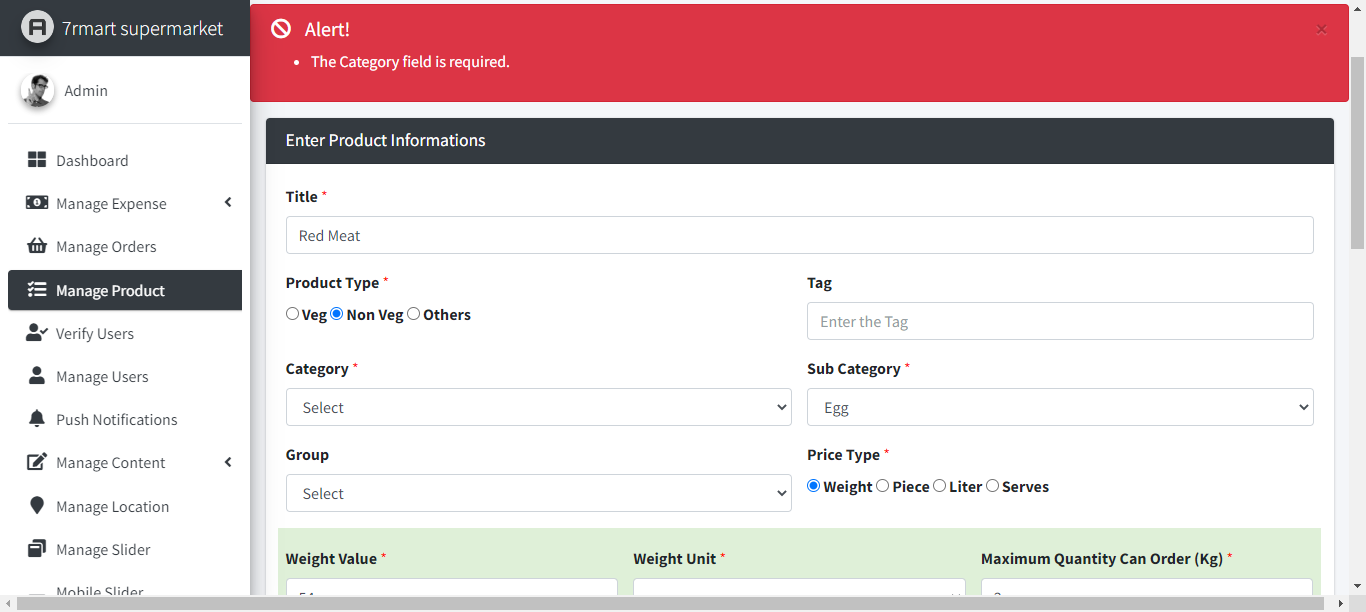 7rmart supermarket
Admin
Dashboard
Manage Expense
Manage Orders
Manage Product
Verify Users
Manage Users
Push Notifications
Manage Content
Manage Location
Manage Slider
Mobile Slider
Alert!
×
The Category field is required.
Enter Product Informations
Title *
Red Meat
Product Type *
Veg Non Veg Others
Tag
Enter the Tag
Category *
Select
Sub Category *
Egg
Group
Select
Price Type *
Weight Piece Liter Serves
Weight Value *
Weight Unit *
Maximum Quantity Can Order (Kg) *